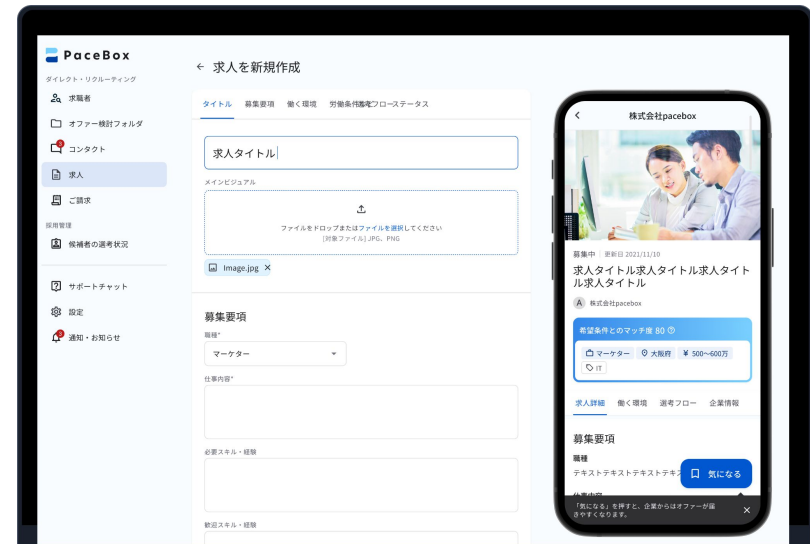 PaceBox
ダイレクト・リクルーティング
求職者
オファー検討フォルダ
3
コンタクト
求人
ご請求
採用管理
候補者の選考状況
サポートチャット
設定
3
通知・お知らせ
← 求人を新規作成
タイトル 募集要項 働く環境 労働条件 選考フロー ステータス
求人タイトル
メインビジュアル
ファイルをドロップまたはファイルを選択してください
[対象ファイル] JPG、PNG
Image.jpg ×
募集要項
職種*
マーケター
仕事内容*
必要スキル・経験
歓迎スキル・経験
株式会社pacebox
募集中 更新日 2021/11/10
求人タイトル求人タイトル求人タイト
ル求人タイトル
A 株式会社pacebox
希望条件とのマッチ度 80
マーケター 大阪府 ¥ 500〜600万
IT
求人詳細 働く環境 選考フロー 企業情報
募集要項
職種
テキストテキストテキストテキス
気になる
仕事内容
「気になる」を押すと、企業からはオファーが届
きやすくなります。
×